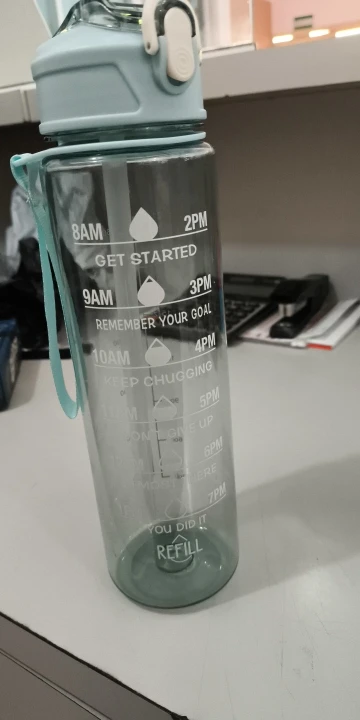 8AM 2PM
GET STARTED
9AM 3PM
REMEMBER YOUR GOAL
10AM 4PM
KEEP CHUGGING
5PM
UP
6PM
7PM
YOU DID IT
REFILL